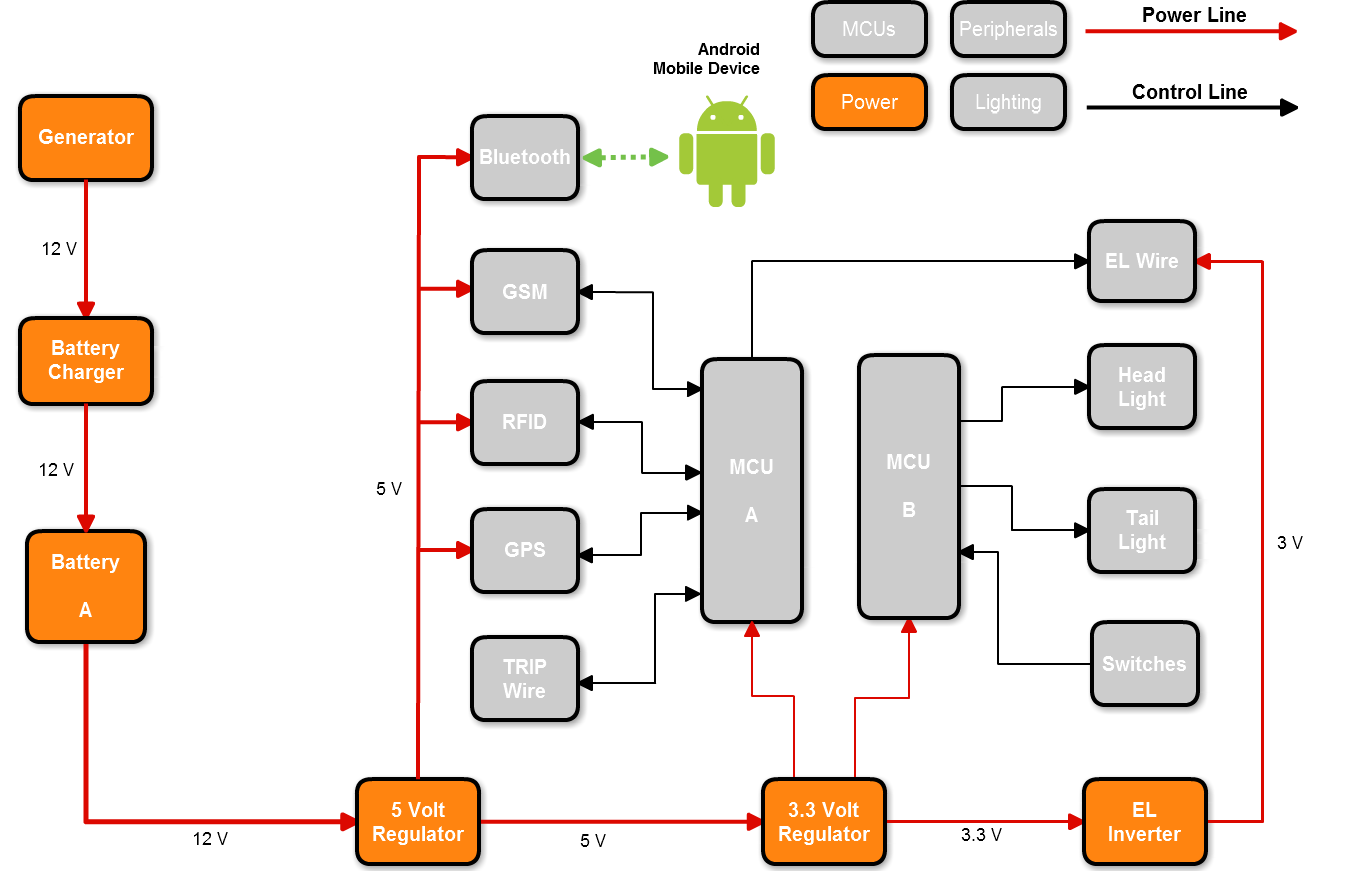 Power Line
MCUs
Peripherals
Android
Mobile Device
Control Line
Power
Lighting
Generator
Bluetooth
12 V
EL Wire
GSM
Battery
Charger
Head
Light
RFID
12 V
MCU
A
MCU
B
5 V
Tail
Light
3 V
GPS
Battery
A
TRIP
Wire
Switches
5 Volt
Regulator
3.3 Volt
Regulator
EL
Inverter
12 V
5 V
3.3 V